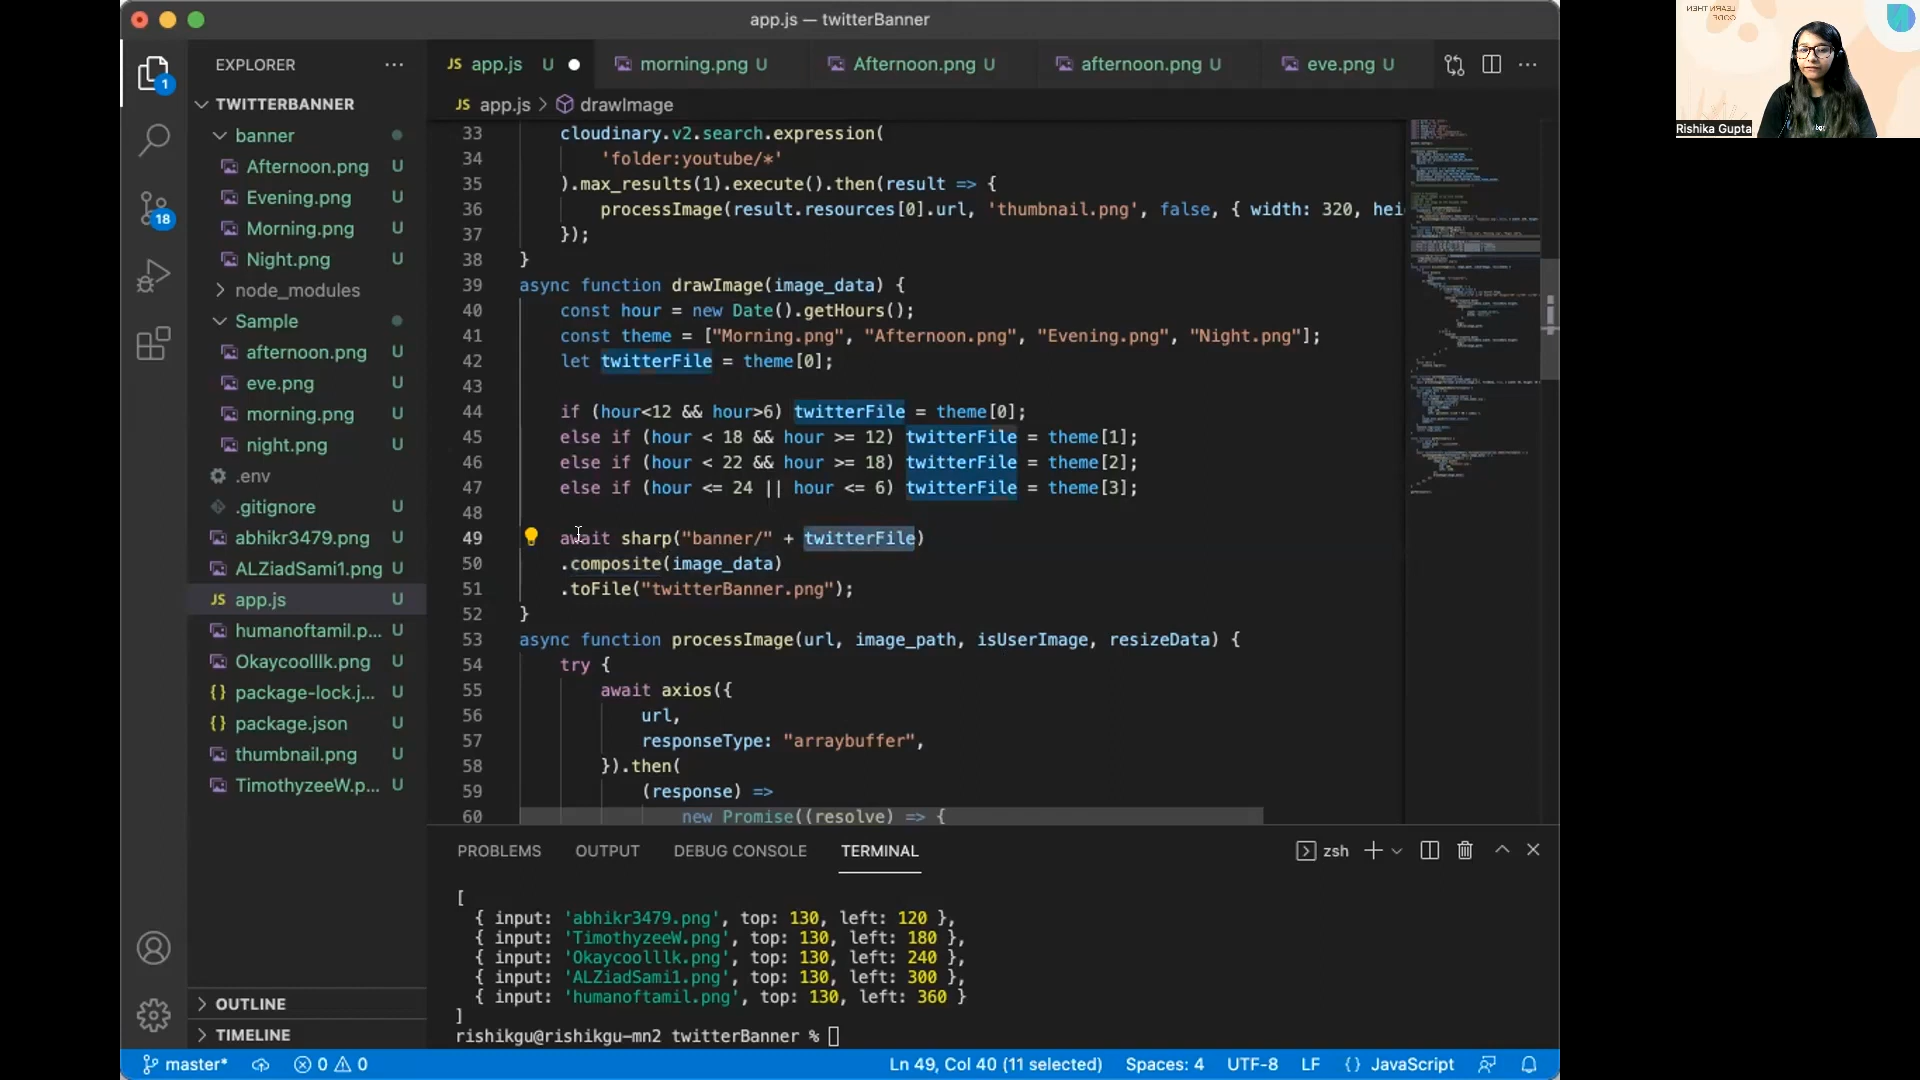 app.js — twitterBanner
EXPLORER
TWITTERBANNER
banner
Afternoon.png U
Evening.png U
Morning.png U
Night.png U
node_modules
Sample
afternoon.png U
eve.png U
morning.png U
night.png U
.env
.gitignore U
abhikr3479.png U
ALZiadSami1.png U
JS app.js U
humanoftamil.p... U
Okaycoolllk.png U
{} package-lock.j... U
{} package.json U
thumbnail.png U
TimothyzeeW.p... U
OUTLINE
TIMELINE
1
18
JS app.js U
morning.png U
Afternoon.png U
afternoon.png U
eve.png U
JS app.js > drawImage
33 cloudinary.v2.search.expression(
34 'folder:youtube/*'
35 ).max_results(1).execute().then(result => {
36 processImage(result.resources[0].url, 'thumbnail.png', false, { width: 320, hei
37 });
38 }
39 async function drawImage(image_data) {
40 const hour = new Date().getHours();
41 const theme = ["Morning.png", "Afternoon.png", "Evening.png", "Night.png"];
42 let twitterFile = theme[0];
43
44 if (hour<12 && hour>6) twitterFile = theme[0];
45 else if (hour < 18 && hour >= 12) twitterFile = theme[1];
46 else if (hour < 22 && hour >= 18) twitterFile = theme[2];
47 else if (hour <= 24 || hour <= 6) twitterFile = theme[3];
48
49 await sharp("banner/" + twitterFile)
50 .composite(image_data)
51 .toFile("twitterBanner.png");
52 }
53 async function processImage(url, image_path, isUserImage, resizeData) {
54 try {
55 await axios({
56 url,
57 responseType: "arraybuffer",
58 }).then(
59 (response) =>
60 new Promise((resolve) => {
PROBLEMS OUTPUT DEBUG CONSOLE TERMINAL
zsh
[
{ input: 'abhikr3479.png', top: 130, left: 120 },
{ input: 'TimothyzeeW.png', top: 130, left: 180 },
{ input: 'Okaycoolllk.png', top: 130, left: 240 },
{ input: 'ALZiadSami1.png', top: 130, left: 300 },
{ input: 'humanoftamil.png', top: 130, left: 360 }
]
rishikgu@rishikgu-mn2 twitterBanner %
master* 0 0
Ln 49, Col 40 (11 selected) Spaces: 4 UTF-8 LF {} JavaScript
LEARN THEN
CODE
Rishika Gupta